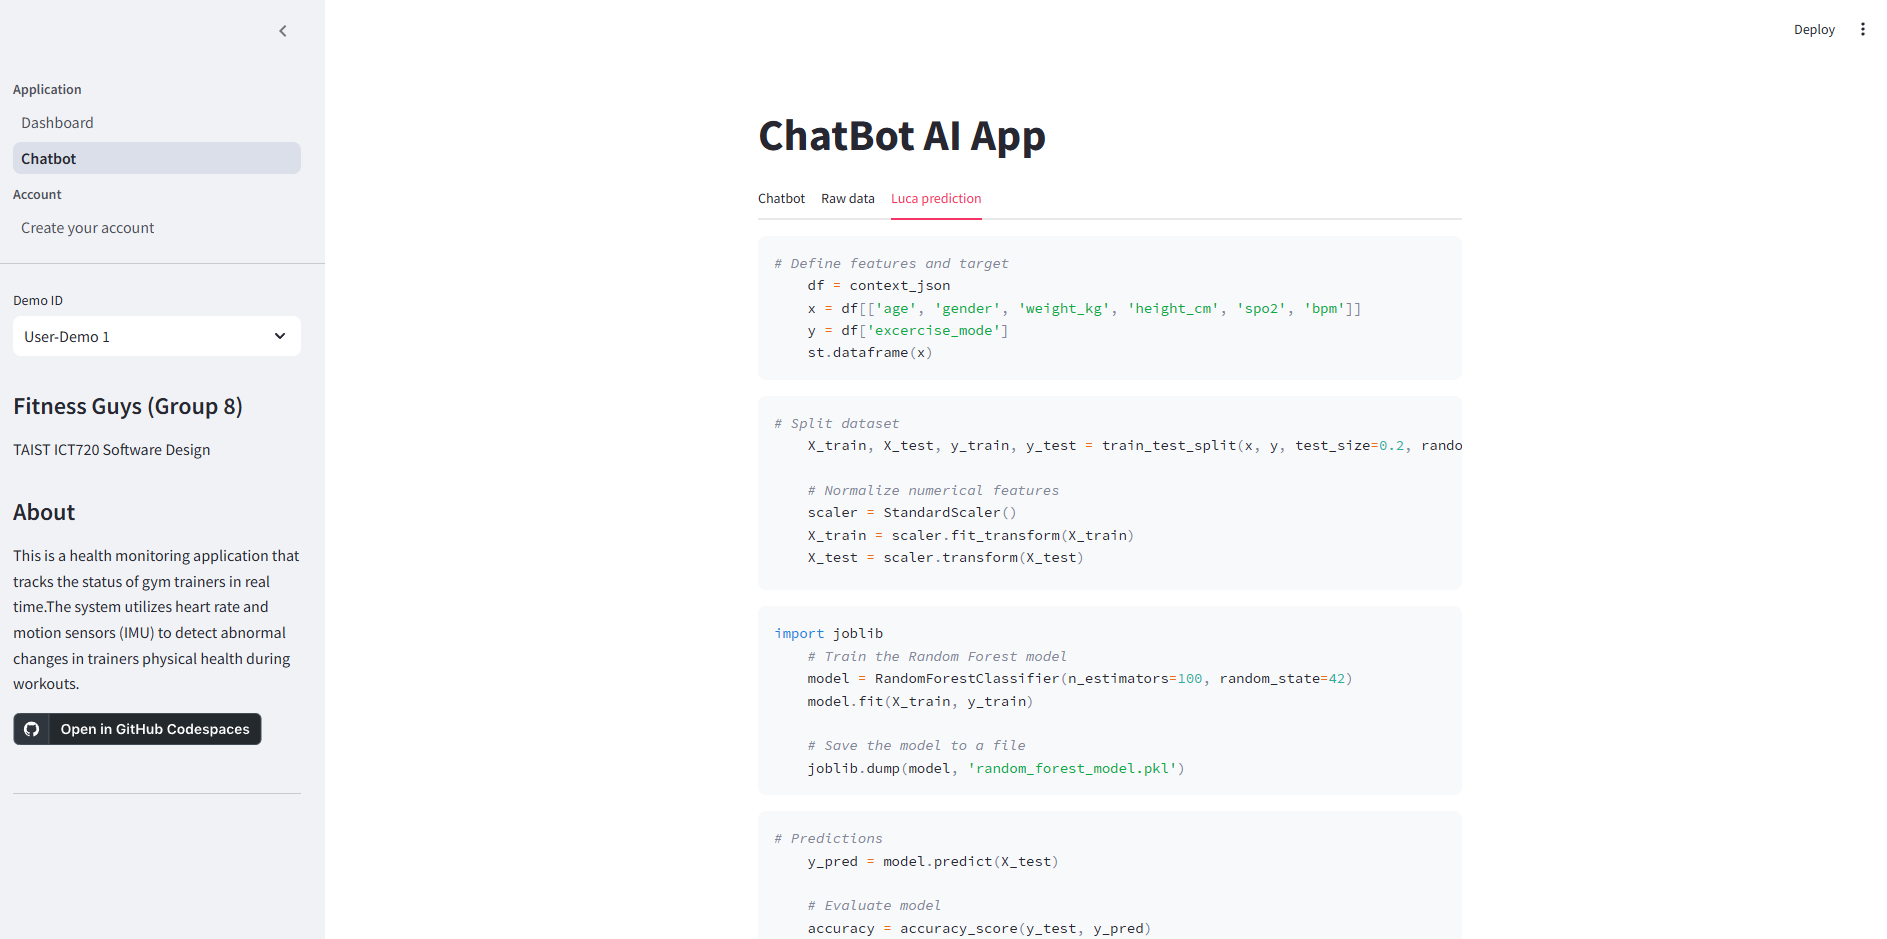 Deploy
Application
Dashboard
Chatbot
Account
Create your account
Demo ID
User-Demo 1
Fitness Guys (Group 8)
TAIST ICT720 Software Design
About
This is a health monitoring application that
tracks the status of gym trainers in real
time.The system utilizes heart rate and
motion sensors (IMU) to detect abnormal
changes in trainers physical health during
workouts.
Open in GitHub Codespaces
ChatBot AI App
Chatbot Raw data Luca prediction
# Define features and target
df = context_json
x = df[['age', 'gender', 'weight_kg', 'height_cm', 'spo2', 'bpm']]
y = df['excercise_mode']
st.dataframe(x)
# Split dataset
X_train, X_test, y_train, y_test = train_test_split(x, y, test_size=0.2, rando
# Normalize numerical features
scaler = StandardScaler()
X_train = scaler.fit_transform(X_train)
X_test = scaler.transform(X_test)
import joblib
# Train the Random Forest model
model = RandomForestClassifier(n_estimators=100, random_state=42)
model.fit(X_train, y_train)
# Save the model to a file
joblib.dump(model, 'random_forest_model.pkl')
# Predictions
y_pred = model.predict(X_test)
# Evaluate model
accuracy = accuracy_score(y_test, y_pred)